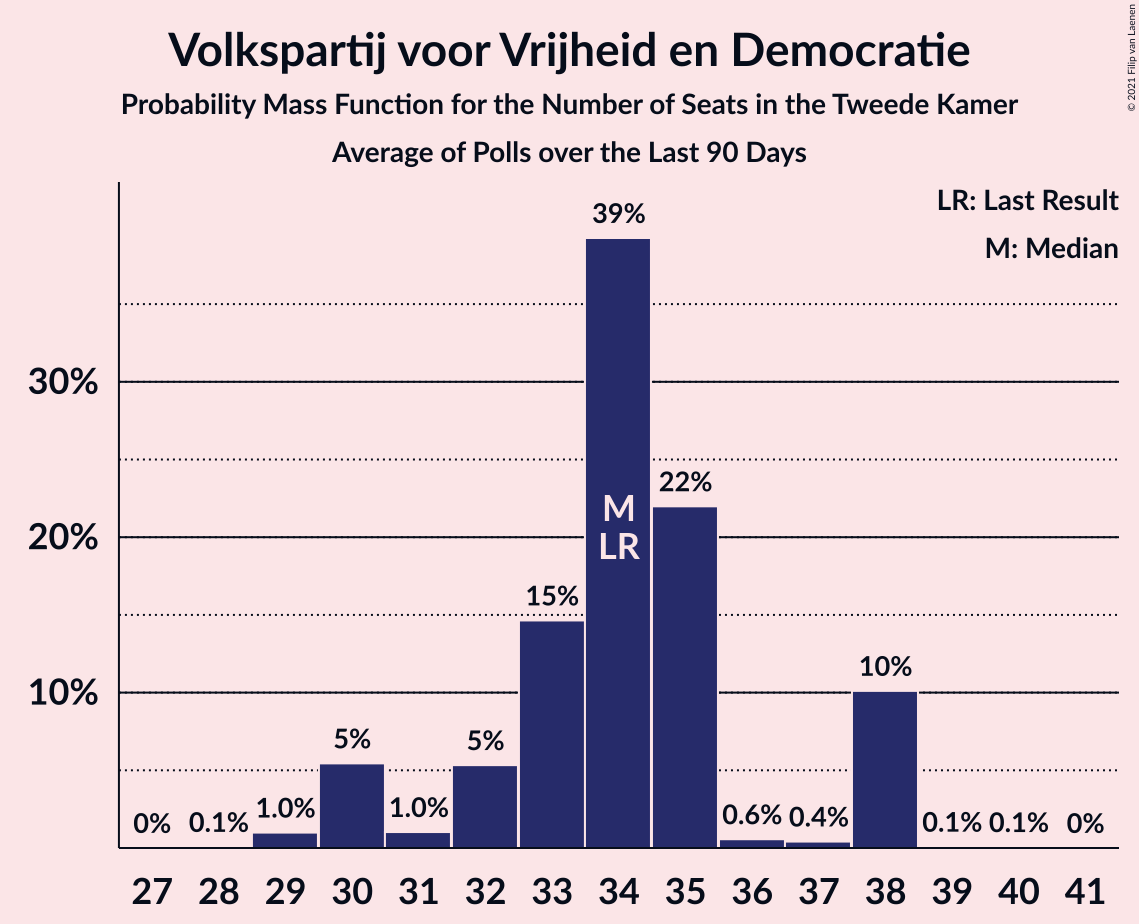 Volkspartij voor Vrijheid en Democratie
Probability Mass Function for the Number of Seats in the Tweede Kamer
Average of Polls over the Last 90 Days
© 2021 Filip van Laenen
LR: Last Result
M: Median
30%
20%
10%
0%
0.1%
1.0%
5%
1.0%
5%
15%
39%
M
LR
22%
0.6%
0.4%
10%
0.1%
0.1%
0%
27 28 29 30 31 32 33 34 35 36 37 38 39 40 41